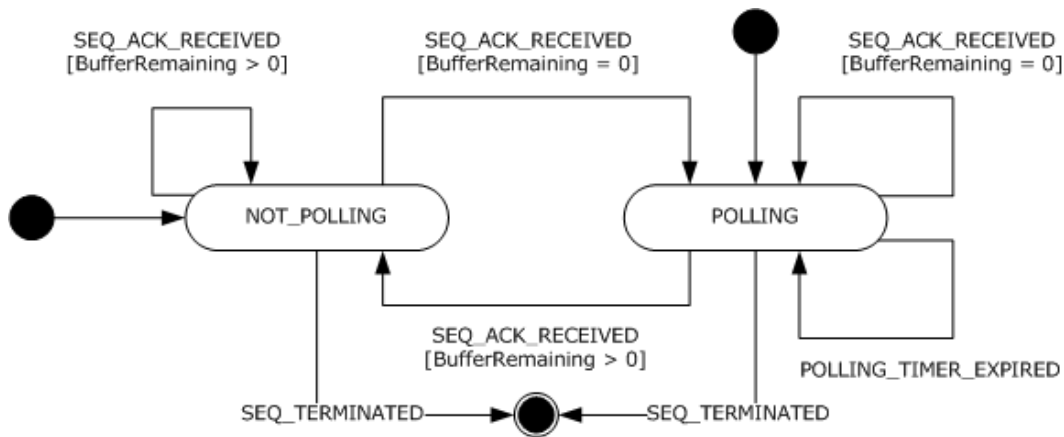 SEQ_ACK_RECEIVED
[BufferRemaining > 0]
SEQ_ACK_RECEIVED
[BufferRemaining = 0]
SEQ_ACK_RECEIVED
[BufferRemaining = 0]
NOT_POLLING
POLLING
SEQ_ACK_RECEIVED
[BufferRemaining > 0]
POLLING_TIMER_EXPIRED
SEQ_TERMINATED
SEQ_TERMINATED